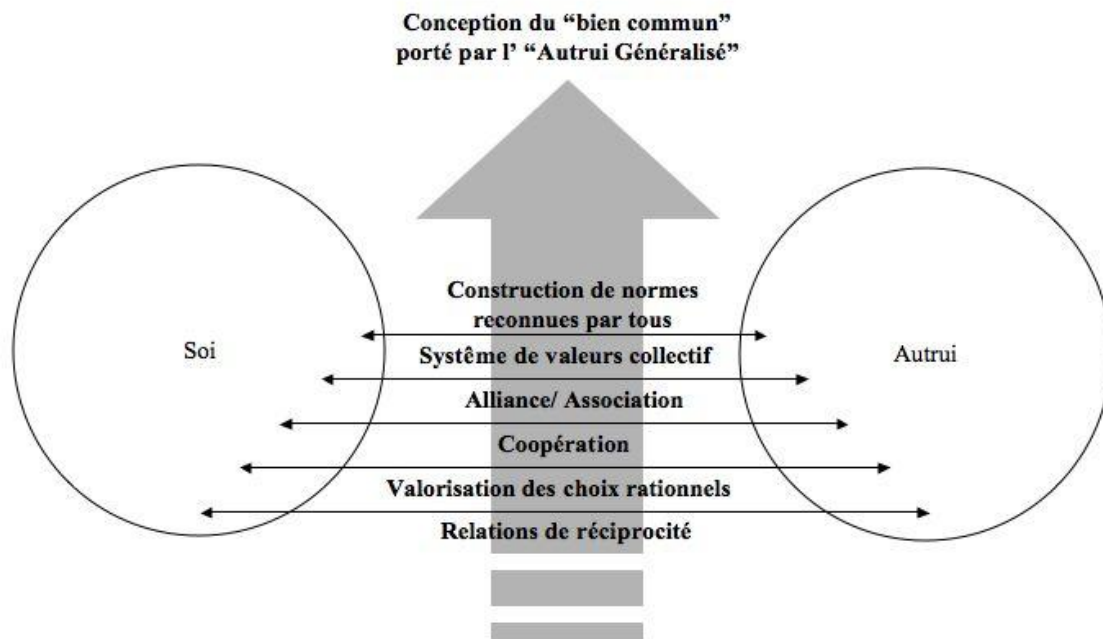 Conception du “bien commun”
porté par l’ “Autrui Généralisé”
Construction de normes
reconnues par tous
Soi
Autrui
Systême de valeurs collectif
Alliance/ Association
Coopération
Valorisation des choix rationnels
Relations de réciprocité